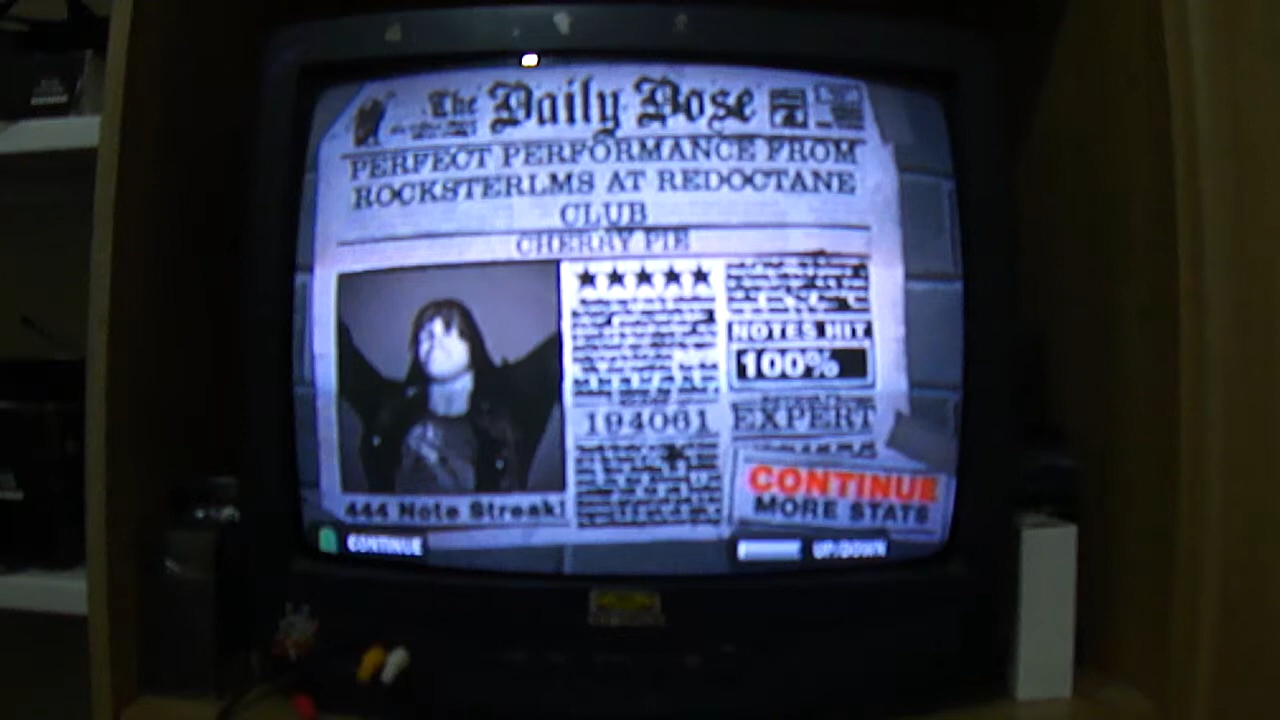 The Daily Dose
PERFECT PERFORMANCE FROM
ROCKSTERLMS AT REDOCTANE
CLUB
CHERRY PIE
NOTES HIT
100%
194061
EXPERT
CONTINUE
MORE STATS
444 Note Streak!
CONTINUE
UP/DOWN